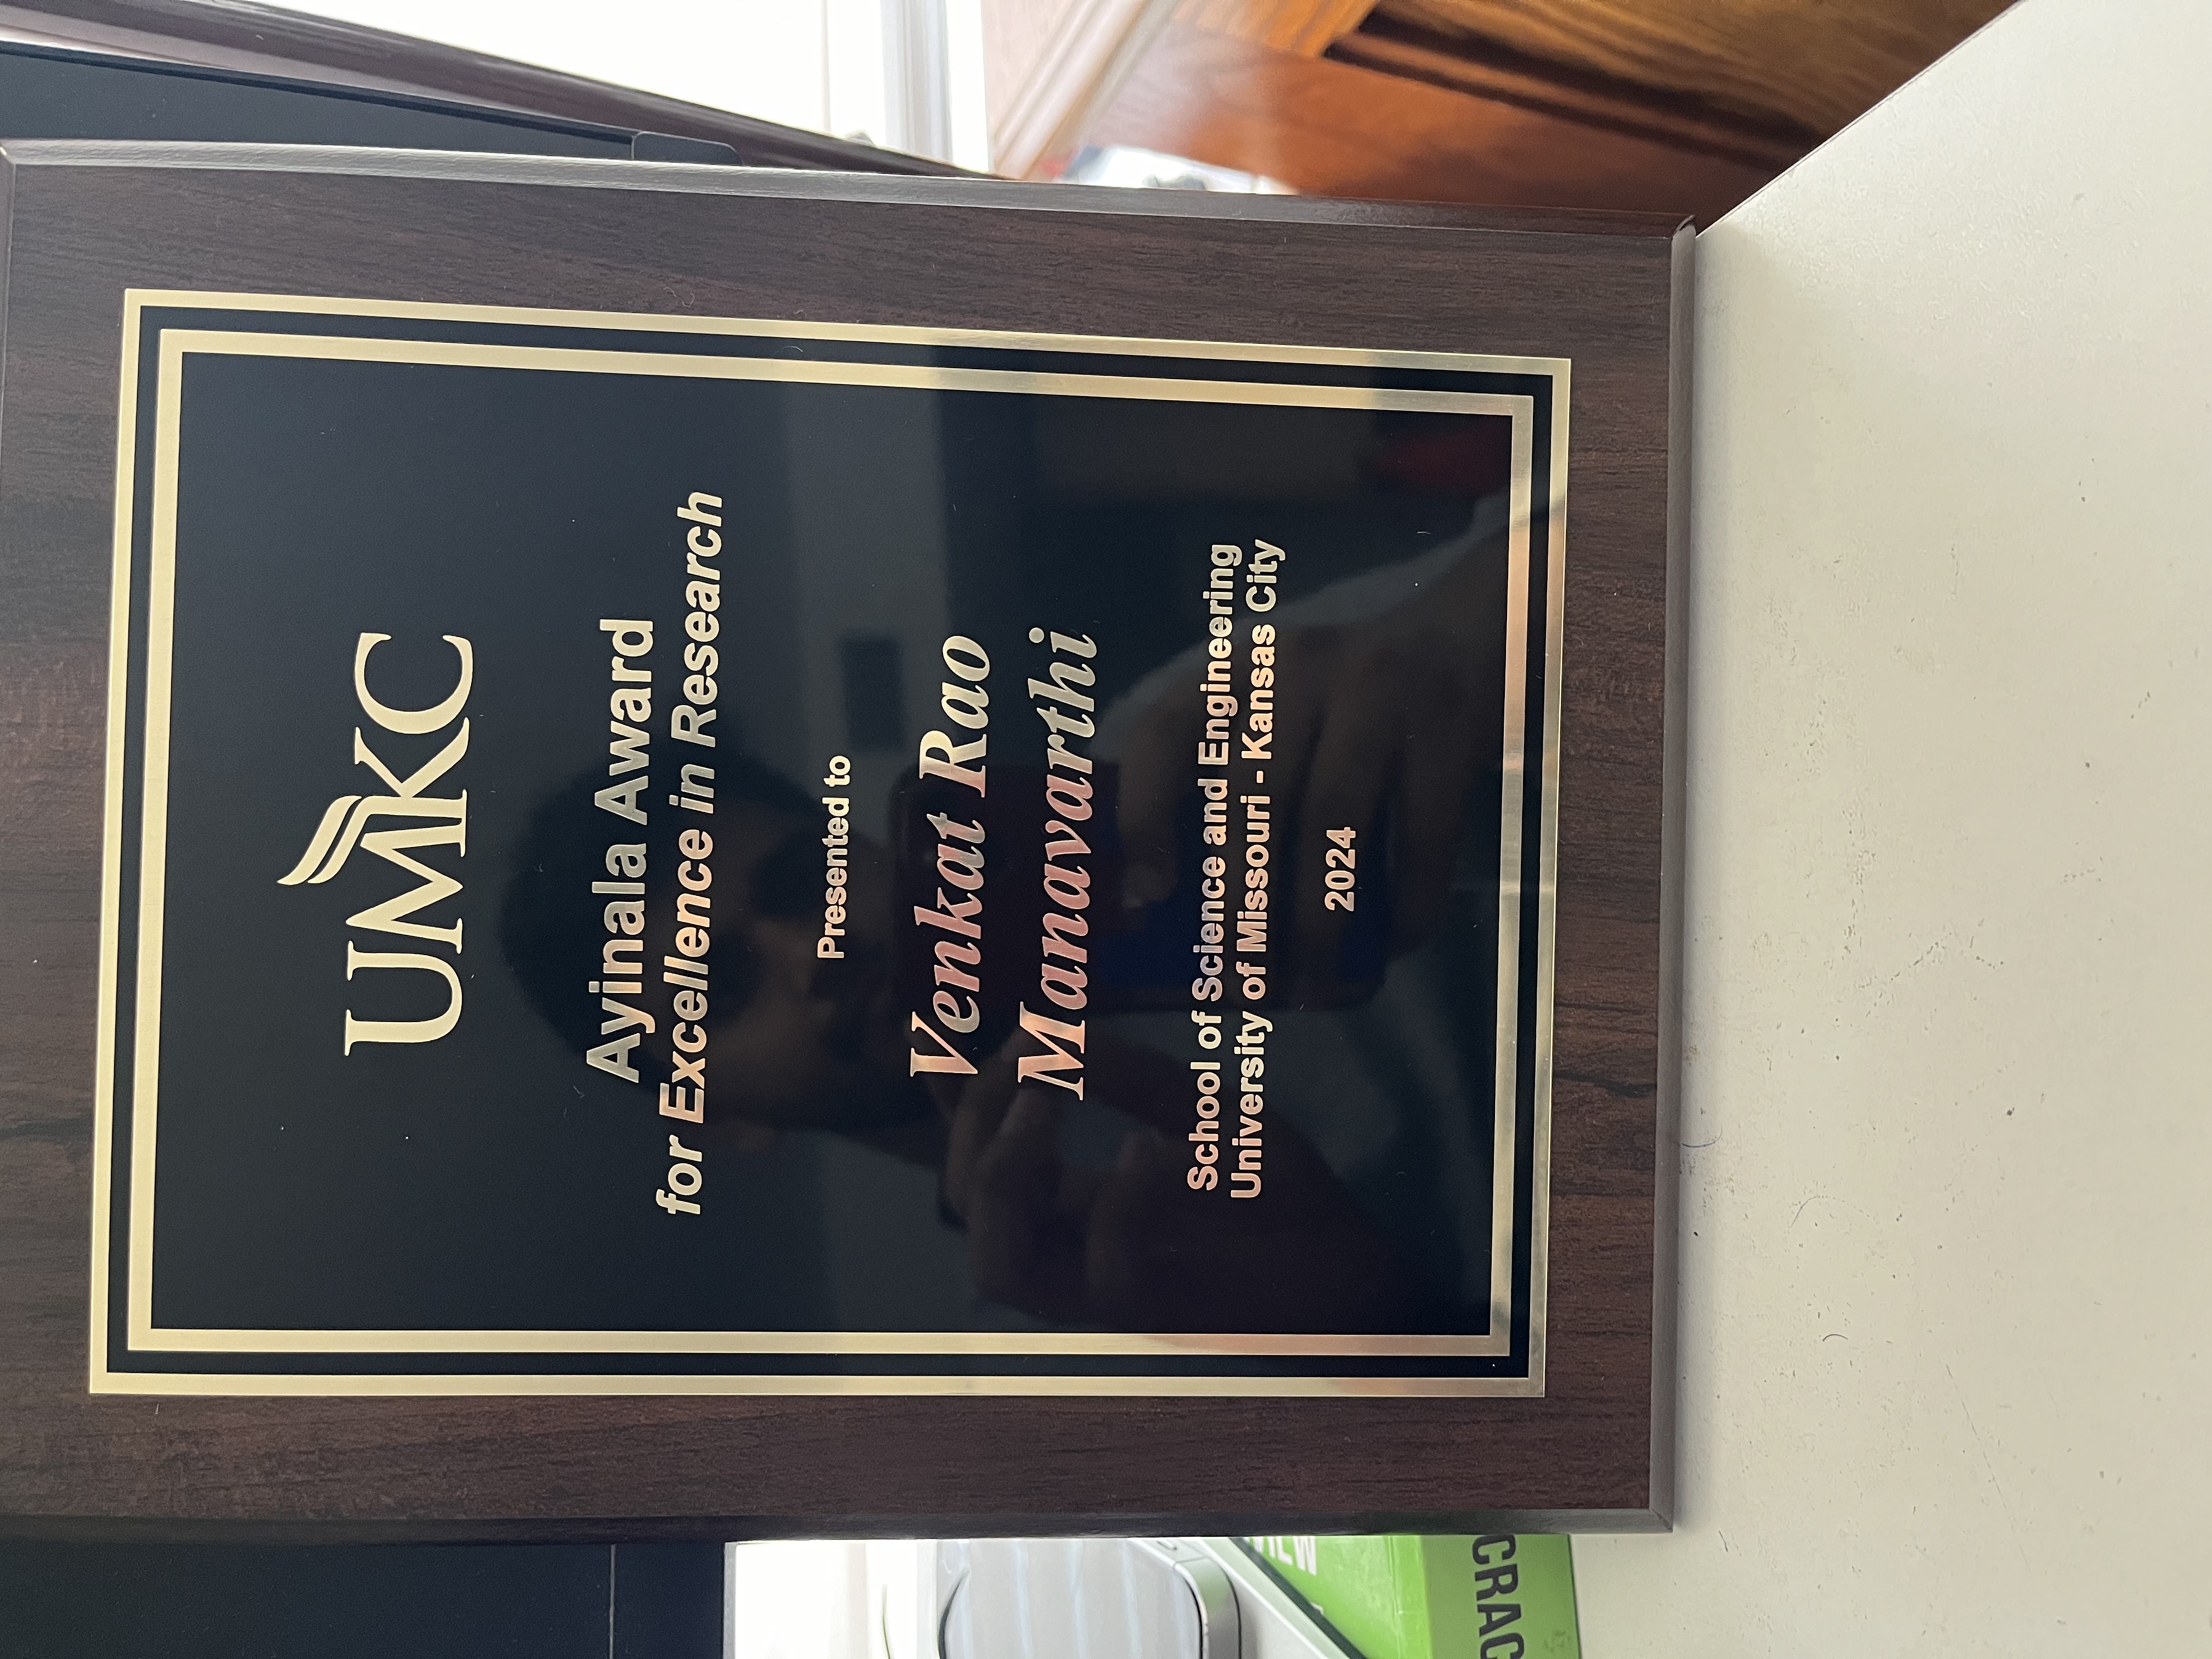 UMKC
Ayinala Award
for Excellence in Research
Presented to
Venkat Rao
Manavarthi
School of Science and Engineering
University of Missouri - Kansas City
2024
CRAC